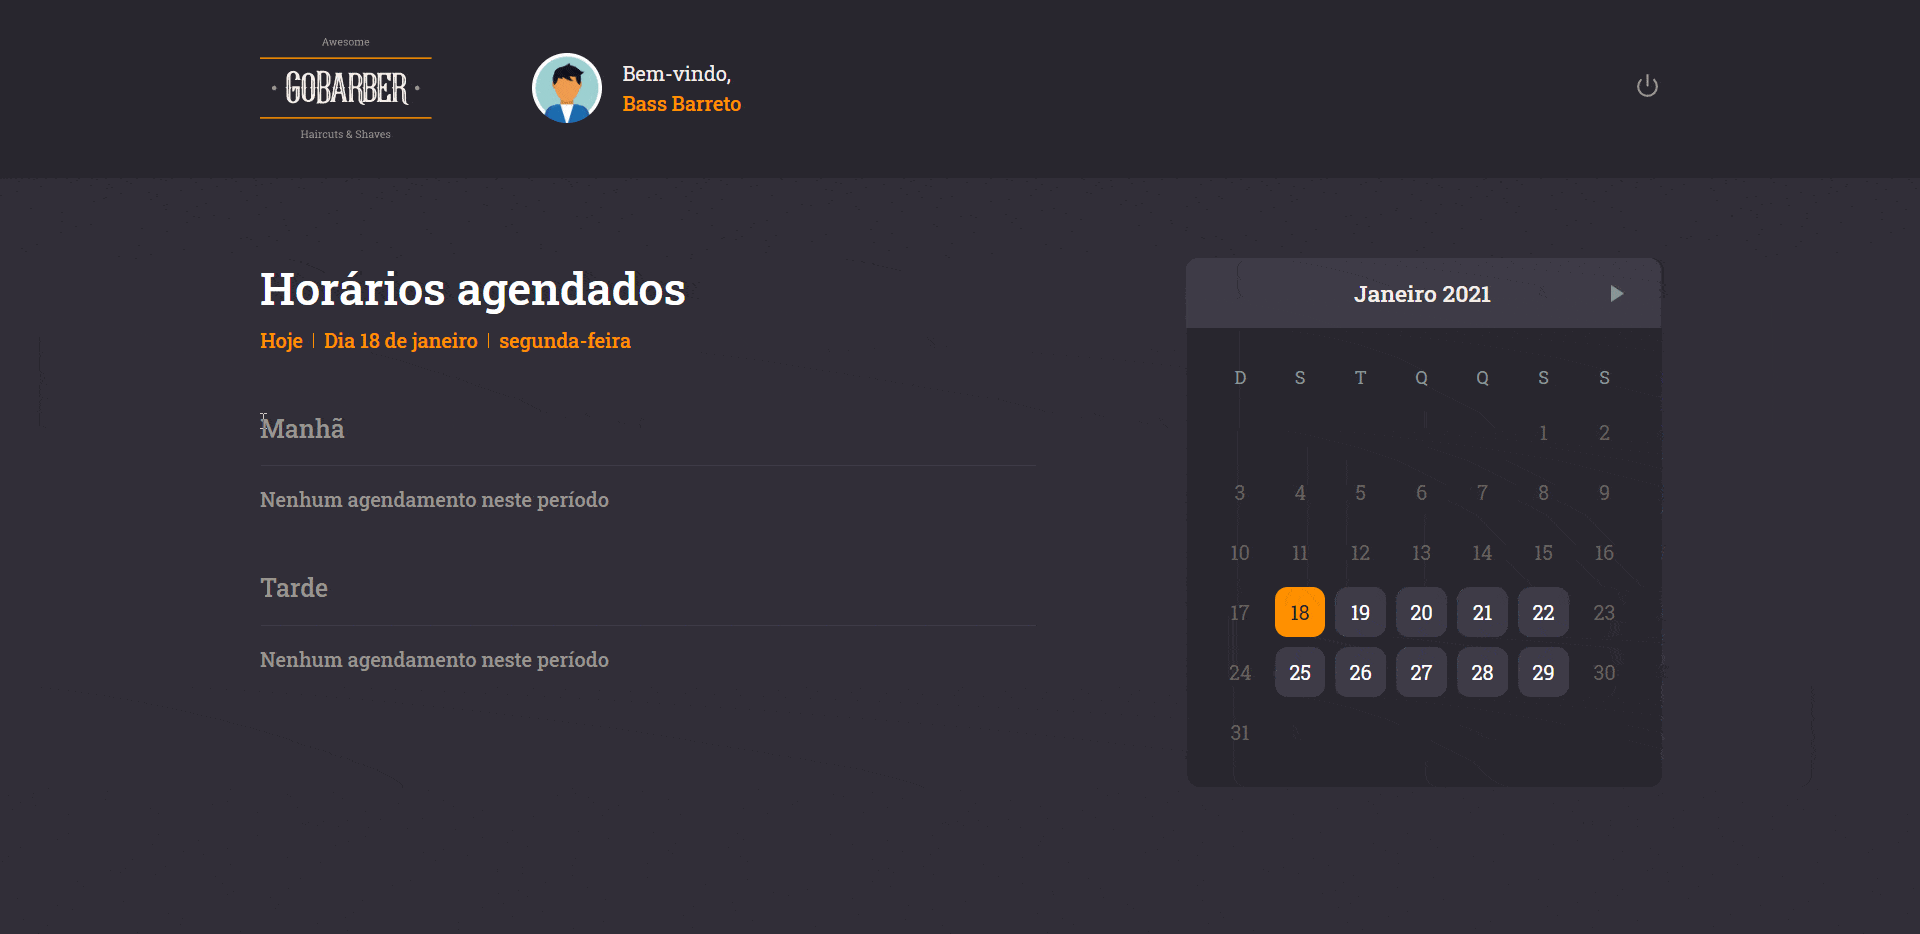 Awesome
GOBARBER
Haircuts & Shaves
Bem-vindo,
Bass Barreto
Horários agendados
Hoje | Dia 18 de janeiro | segunda-feira
Manhã
Nenhum agendamento neste período
Tarde
Nenhum agendamento neste período
Janeiro 2021
D S T Q Q S S
1 2
3 4 5 6 7 8 9
10 11 12 13 14 15 16
17 18 19 20 21 22 23
24 25 26 27 28 29 30
31